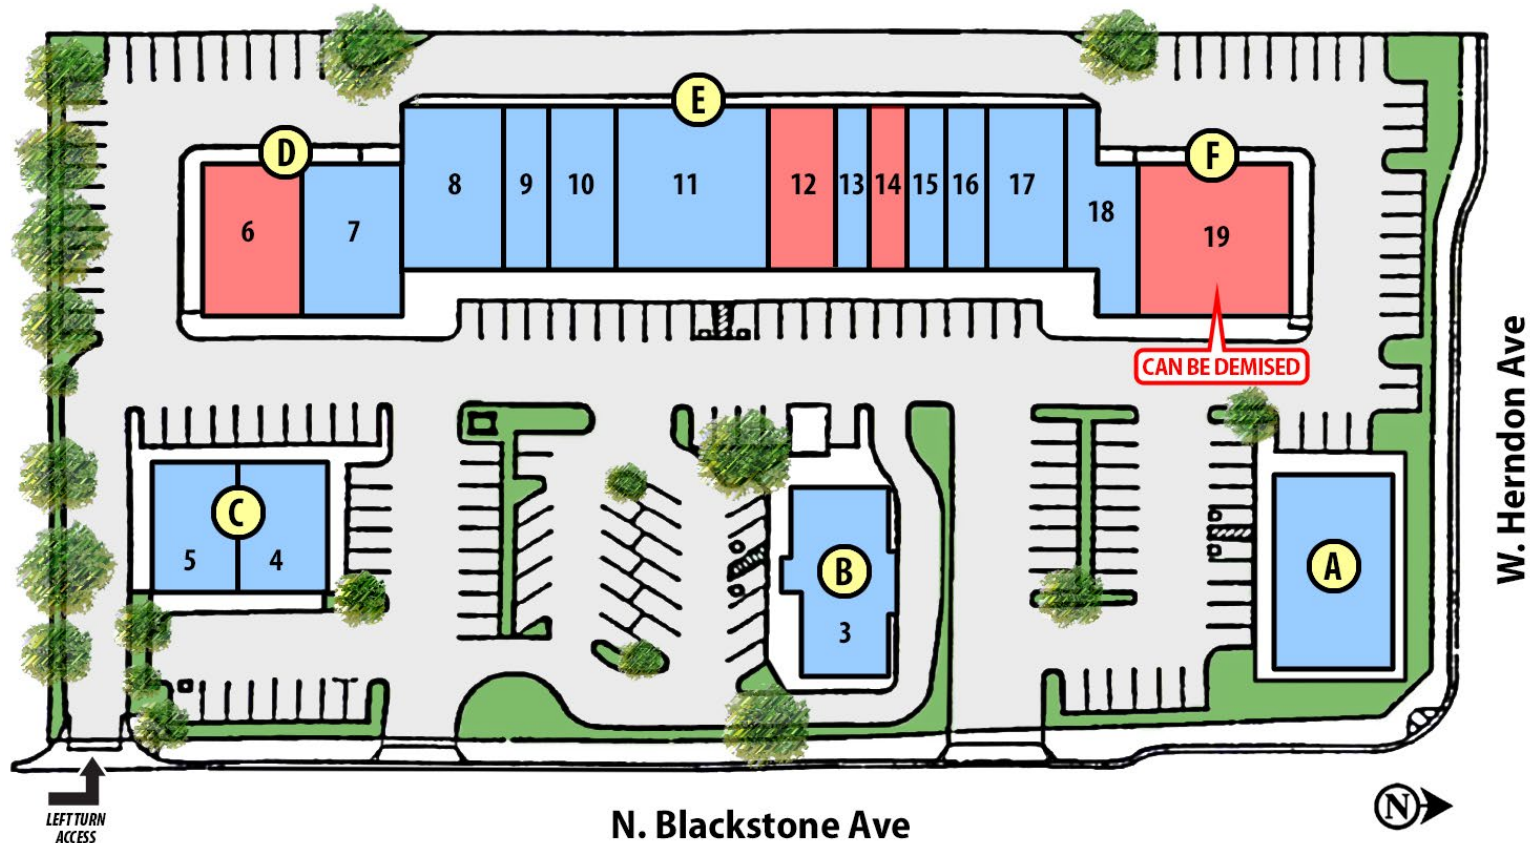 E
D
F
8
9
10
11
12
13
14
15
16
17
18
6
7
19
CAN BE DEMISED
W. Herndon Ave
C
5
4
B
3
A
LEFT TURN
ACCESS
N. Blackstone Ave
N